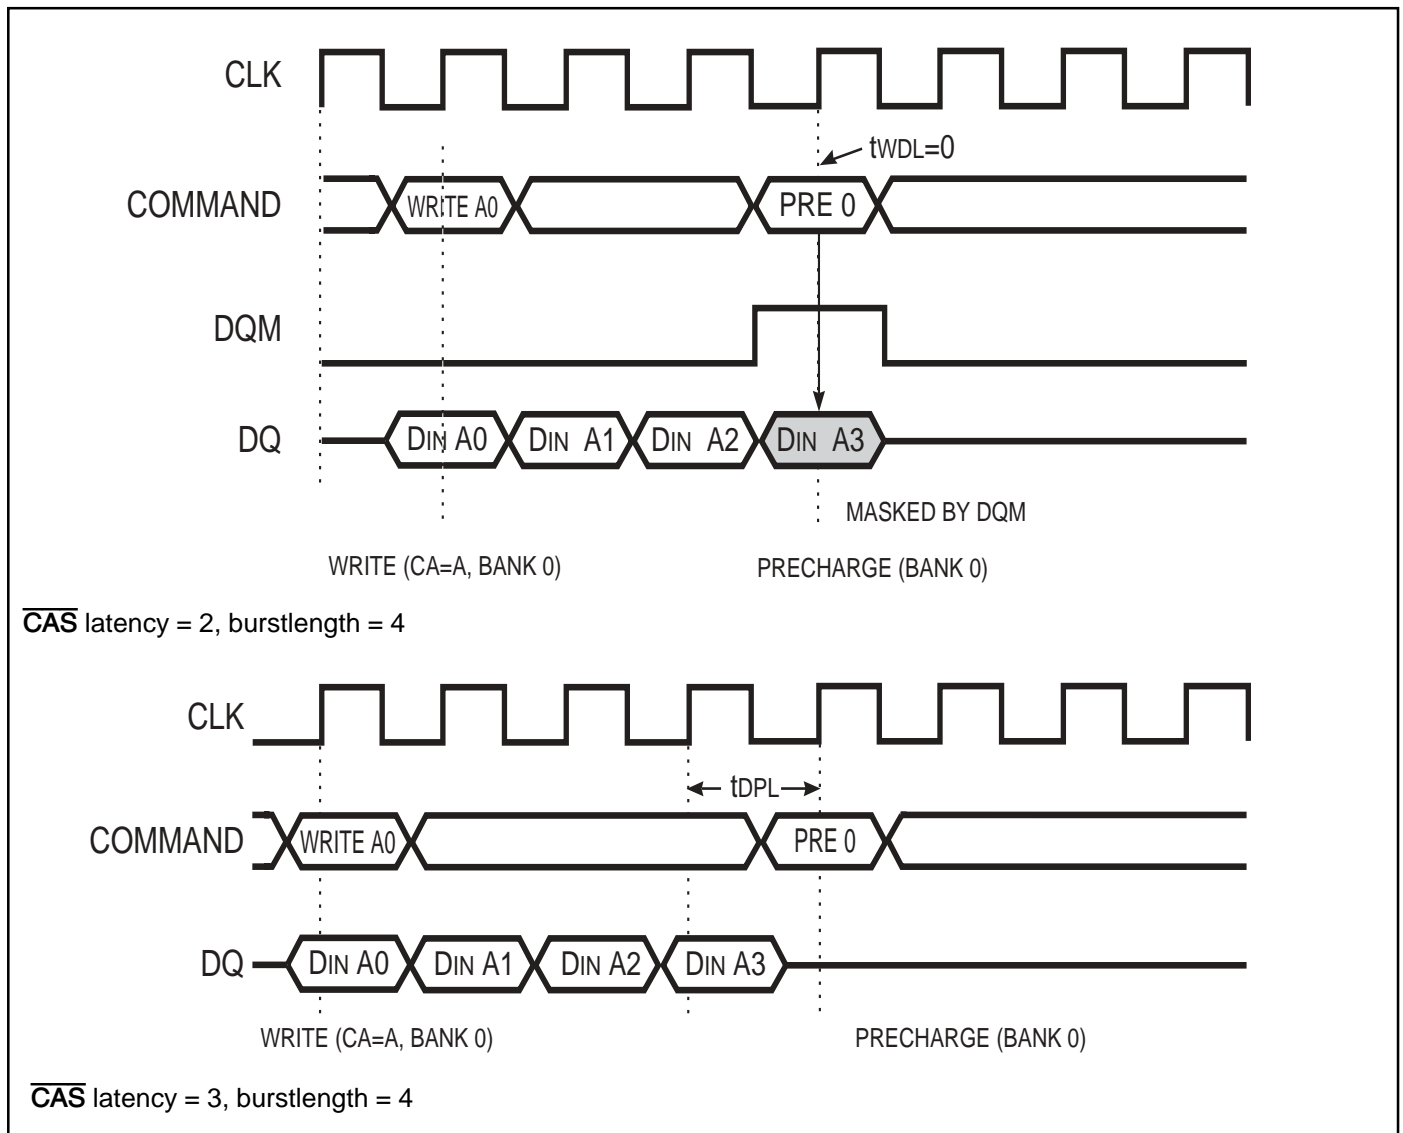 CLK
tWDL=0
COMMAND WRITE A0 PRE 0
DQM
DQ DIN A0 DIN A1 DIN A2 DIN A3
MASKED BY DQM
WRITE (CA=A, BANK 0) PRECHARGE (BANK 0)
CAS latency = 2, burstlength = 4
CLK
tDPL
COMMAND WRITE A0 PRE 0
DQ DIN A0 DIN A1 DIN A2 DIN A3
WRITE (CA=A, BANK 0) PRECHARGE (BANK 0)
CAS latency = 3, burstlength = 4